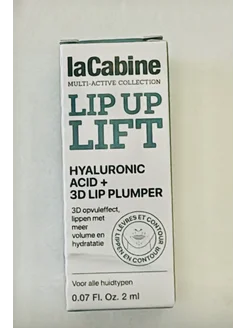 laCabine
MULTI-ACTIVE COLLECTION
LIP UP
LIFT
HYALURONIC
ACID +
3D LIP PLUMPER
3D opvuleffect,
lippen met
meer
volume en
hydratatie
LÈVRES ET CONTOUR
LIPPEN EN CONTOUR
Voor alle huidtypen
0.07 Fl. Oz. 2 ml